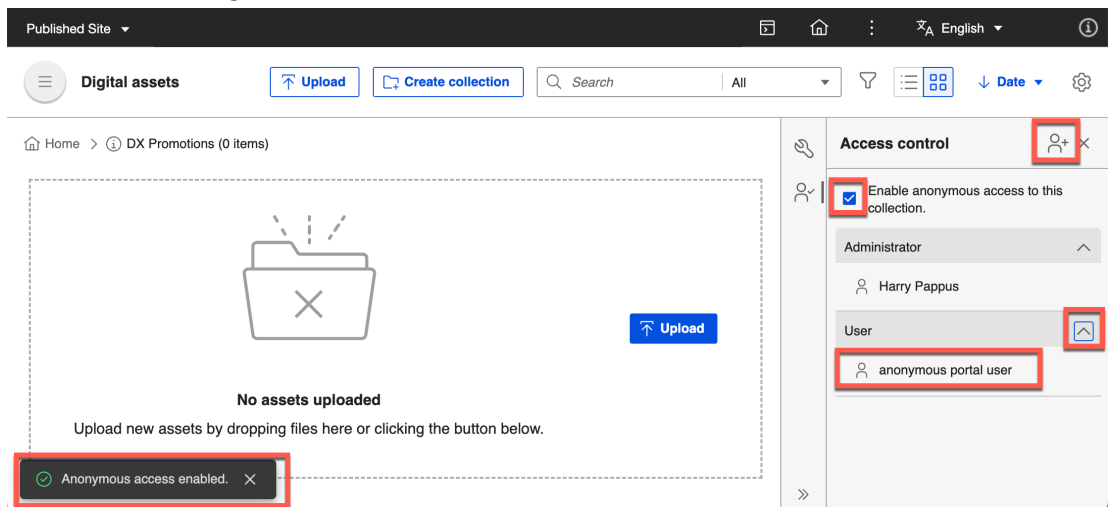 Published Site
English
Digital assets
Upload
Create collection
Search
All
Date
Home > DX Promotions (0 items)
Access control
Enable anonymous access to this
collection.
Administrator
Harry Pappus
User
anonymous portal user
Upload
No assets uploaded
Upload new assets by dropping files here or clicking the button below.
Anonymous access enabled.